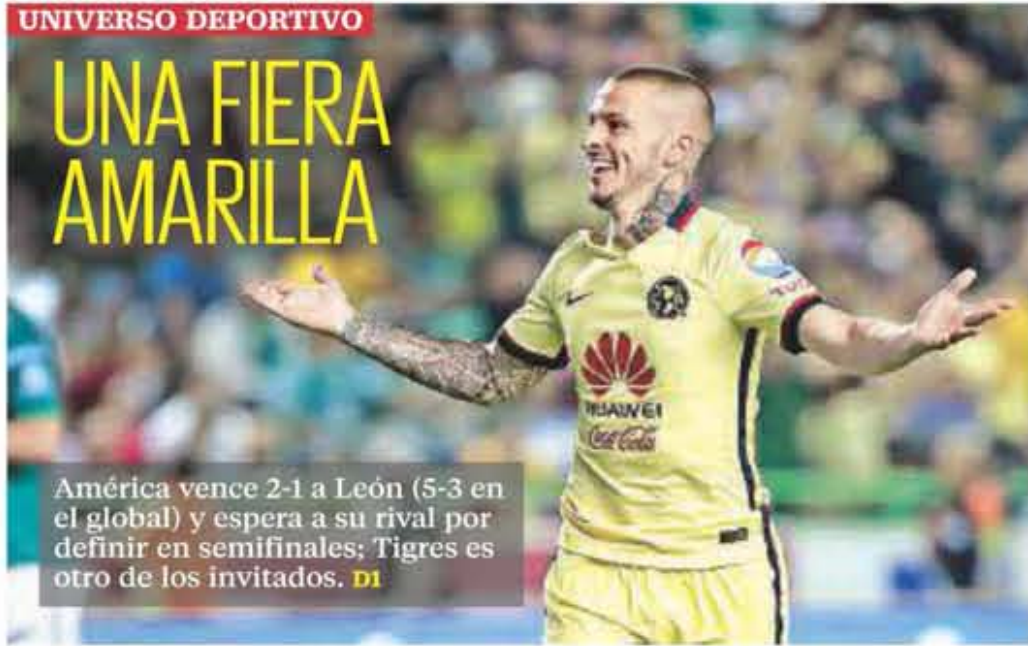 UNIVERSO DEPORTIVO
UNA FIERA
AMARILLA
HUAWEI
Coca-Cola
América vence 2-1 a León (5-3 en
el global) y espera a su rival por
definir en semifinales; Tigres es
otro de los invitados. D1